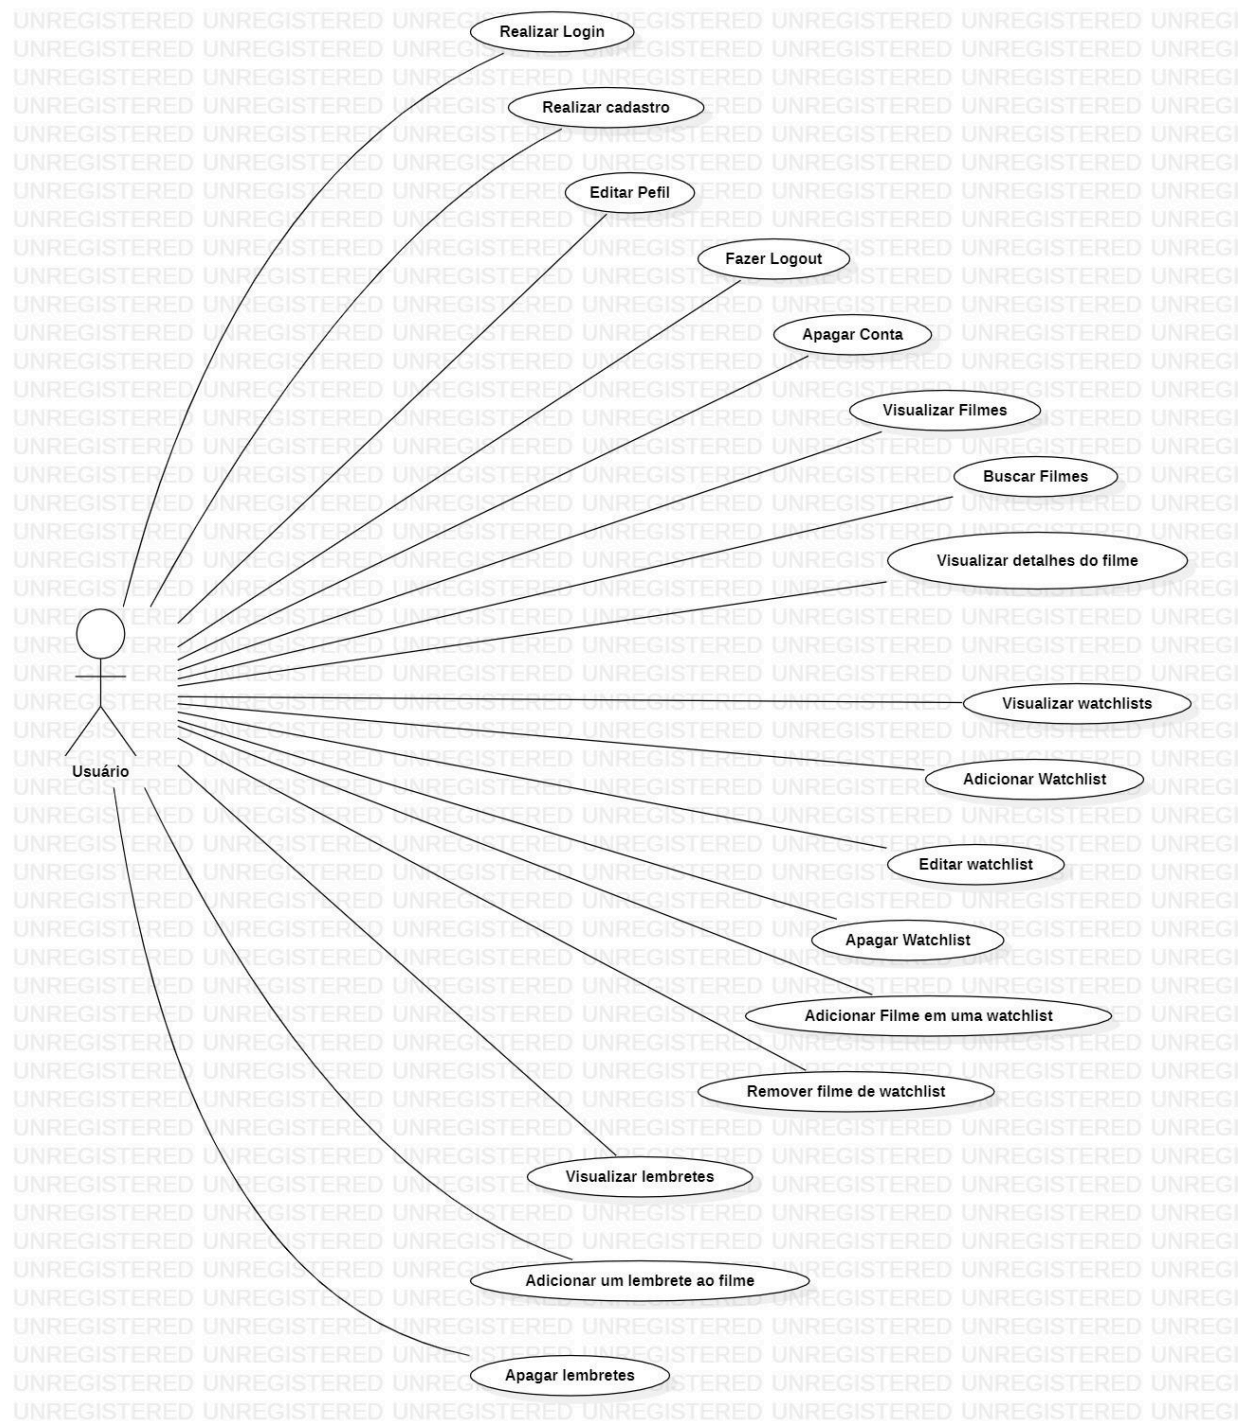 Realizar Login
Realizar cadastro
Editar Pefil
Fazer Logout
Apagar Conta
Visualizar Filmes
Buscar Filmes
Visualizar detalhes do filme
Visualizar watchlists
Usuário
Adicionar Watchlist
Editar watchlist
Apagar Watchlist
Adicionar Filme em uma watchlist
Remover filme de watchlist
Visualizar lembretes
Adicionar um lembrete ao filme
Apagar lembretes
UNREGISTERED